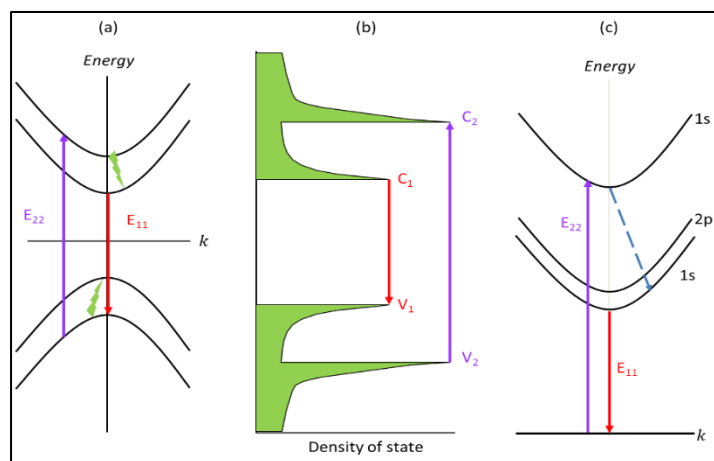 (a)
Energy
E₂₂
E₁₁
k
(b)
C₂
C₁
V₁
V₂
Density of state
(c)
Energy
1s
2p
1s
E₂₂
E₁₁
k